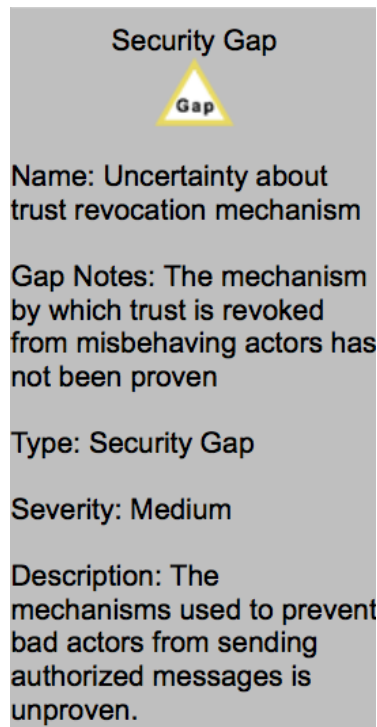 Security Gap
Gap
Name: Uncertainty about
trust revocation mechanism
Gap Notes: The mechanism
by which trust is revoked
from misbehaving actors has
not been proven
Type: Security Gap
Severity: Medium
Description: The
mechanisms used to prevent
bad actors from sending
authorized messages is
unproven.